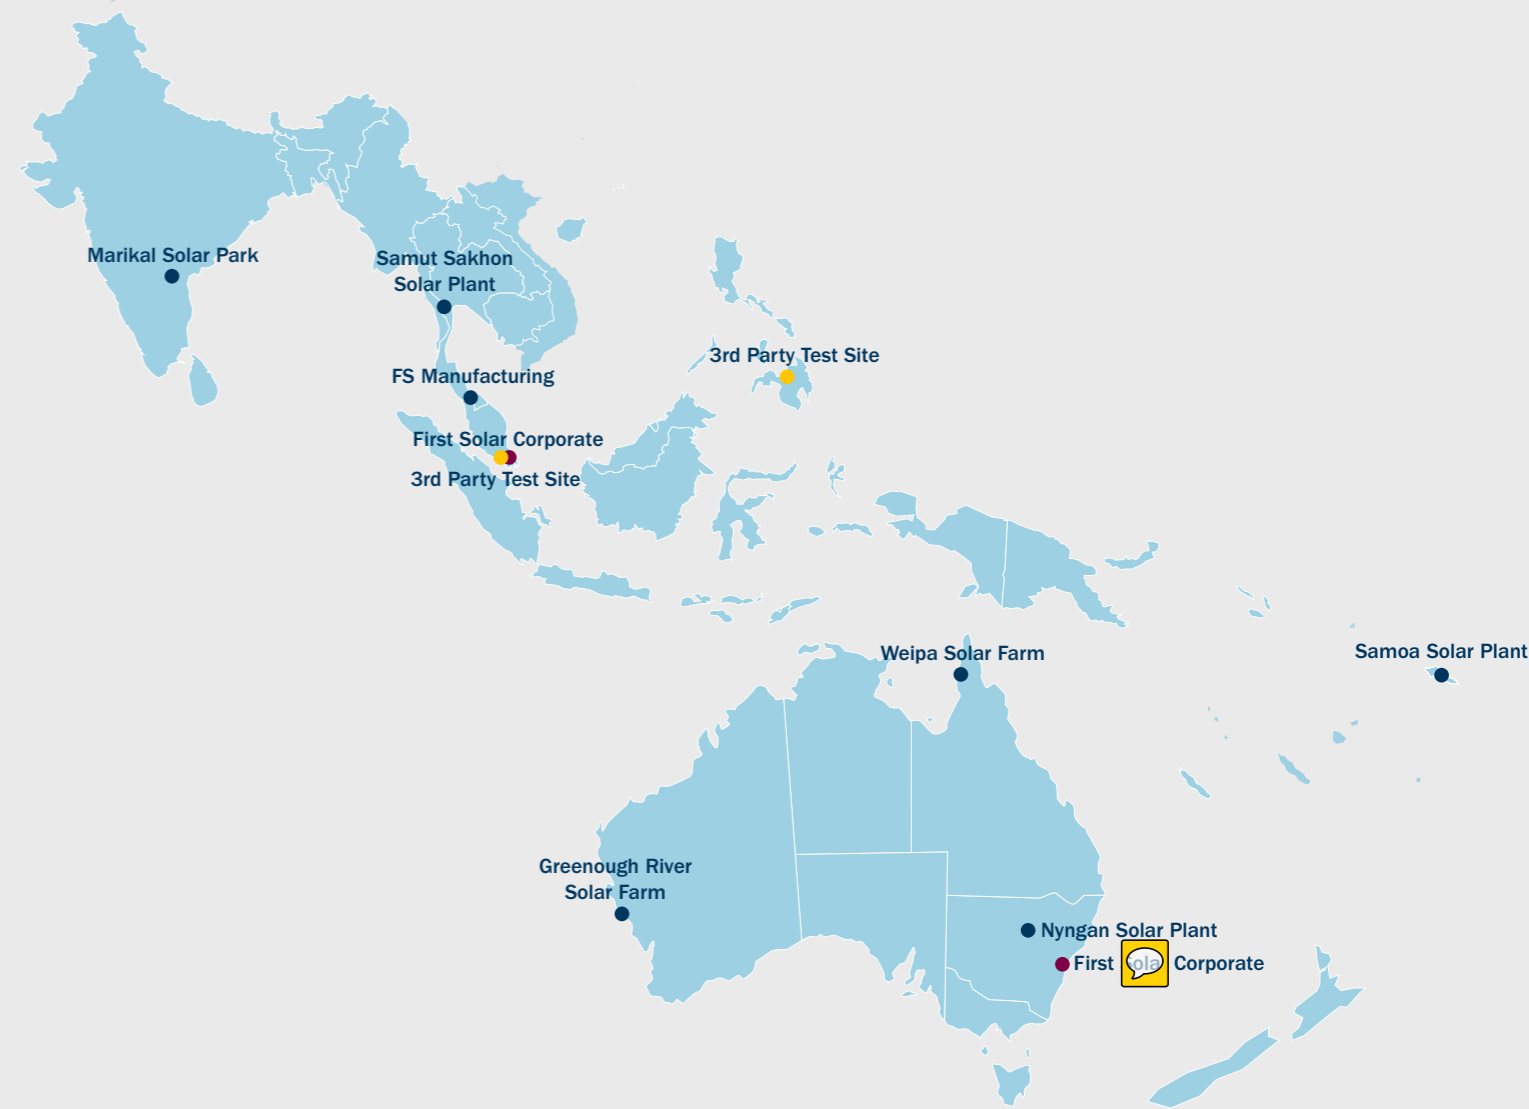 Marikal Solar Park
Samut Sakhon
Solar Plant
3rd Party Test Site
FS Manufacturing
First Solar Corporate
3rd Party Test Site
Weipa Solar Farm
Samoa Solar Plant
Greenough River
Solar Farm
Nyngan Solar Plant
First Solar Corporate